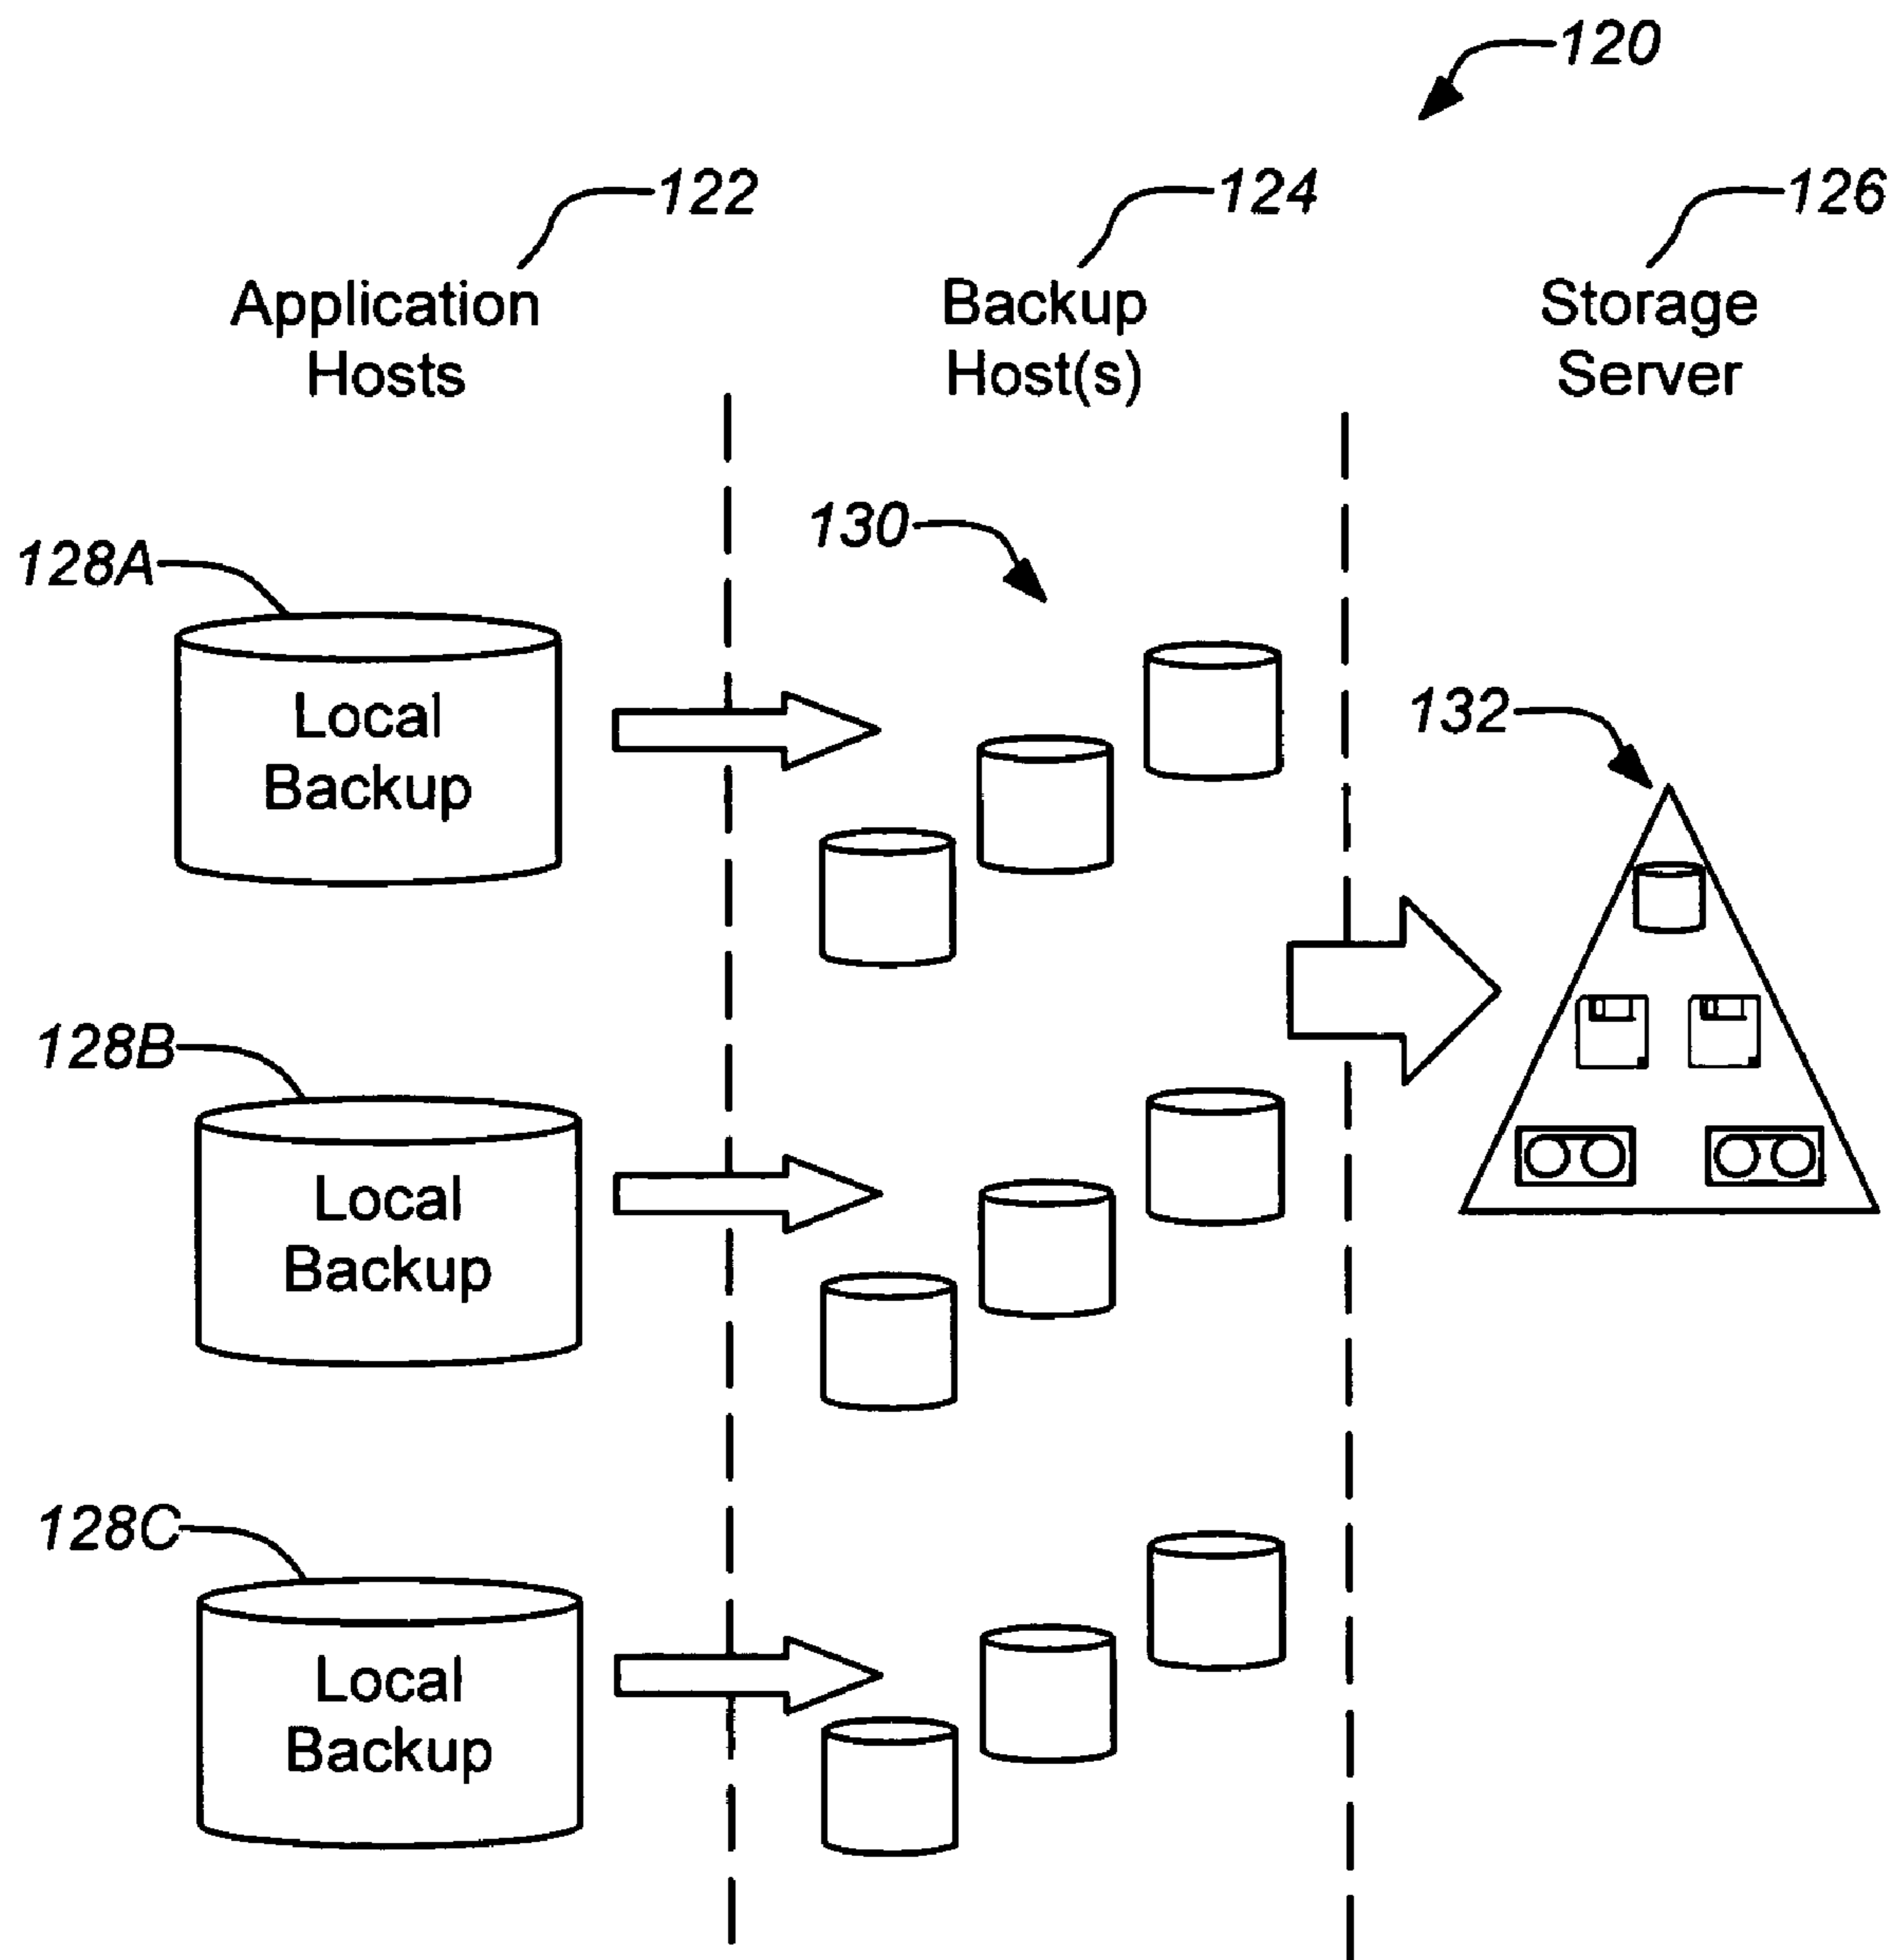 120
122
124
126
Application
Hosts
Backup
Host(s)
Storage
Server
130
128A
Local
Backup
132
128B
Local
Backup
128C
Local
Backup